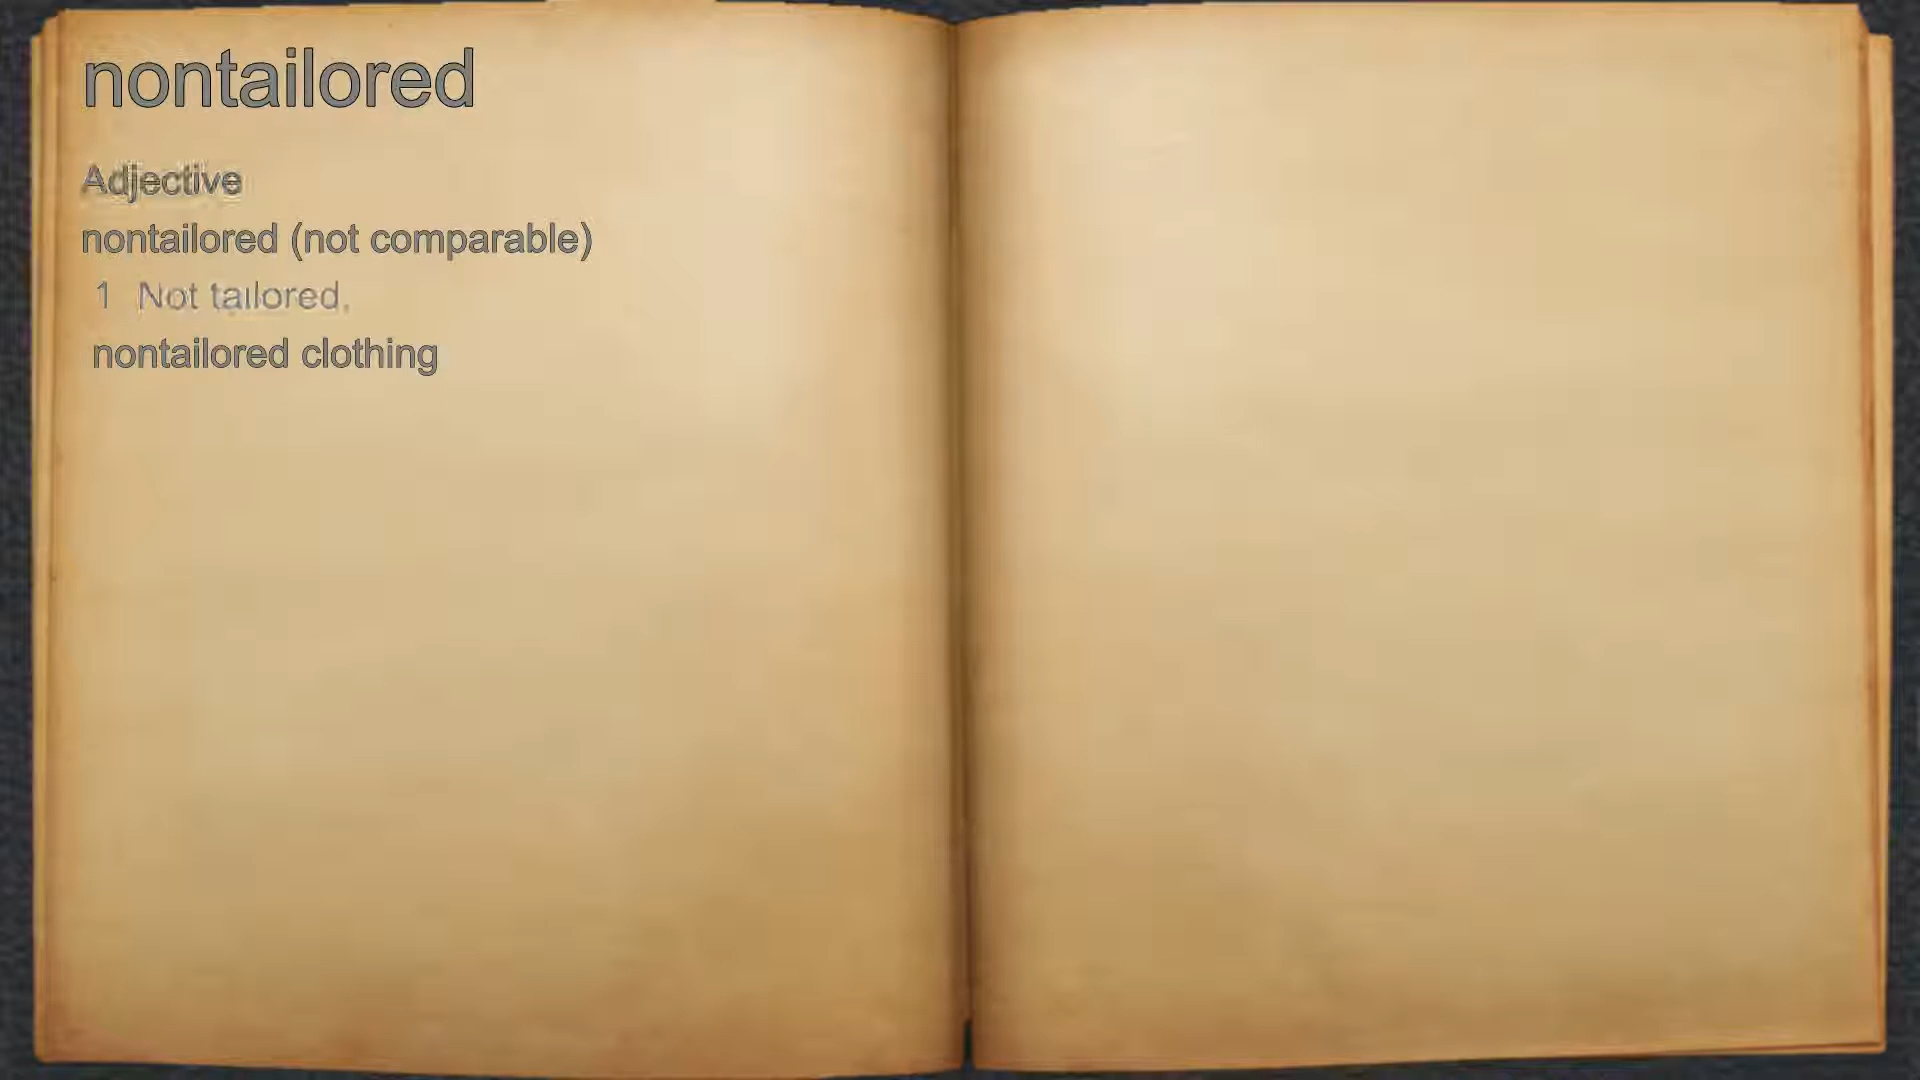 nontailored
Adjective
nontailored (not comparable)
1 Not tailored.
nontailored clothing